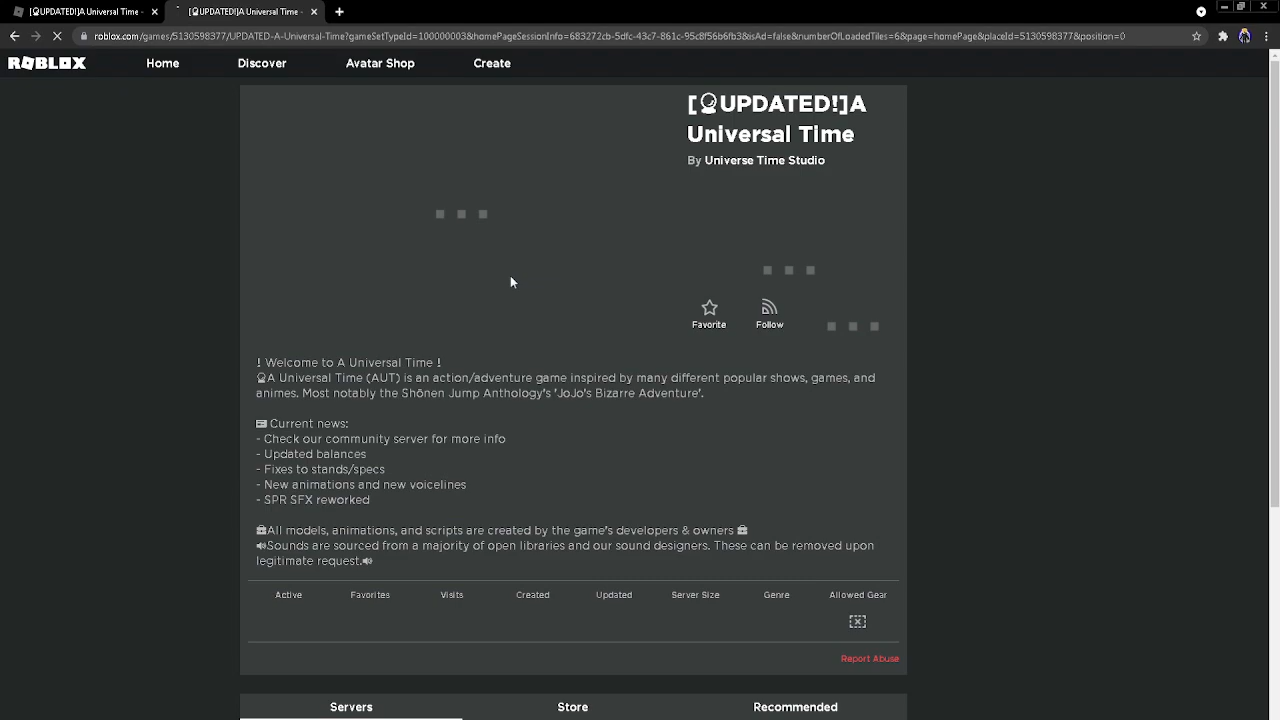 [UPDATED!]A Universal Time -
[UPDATED!]A Universal Time -
roblox.com/games/5130598377/UPDATED-A-Universal-Time?gameSetTypeId=100000003&homePageSessionInfo=683272cb-5dfc-43c7-861c-95c8f56b6fb3&isAd=false&numberOfLoadedTiles=6&page=homePage&placeId=5130598377&position=0
ROBLOX Home Discover Avatar Shop Create
[UPDATED!]A
Universal Time
By Universe Time Studio
Favorite Follow
! Welcome to A Universal Time !
A Universal Time (AUT) is an action/adventure game inspired by many different popular shows, games, and
animes. Most notably the Shōnen Jump Anthology's 'JoJo's Bizarre Adventure'.
Current news:
- Check our community server for more info
- Updated balances
- Fixes to stands/specs
- New animations and new voicelines
- SPR SFX reworked
All models, animations, and scripts are created by the game's developers & owners
Sounds are sourced from a majority of open libraries and our sound designers. These can be removed upon
legitimate request.
Active Favorites Visits Created Updated Server Size Genre Allowed Gear
Report Abuse
Servers Store Recommended